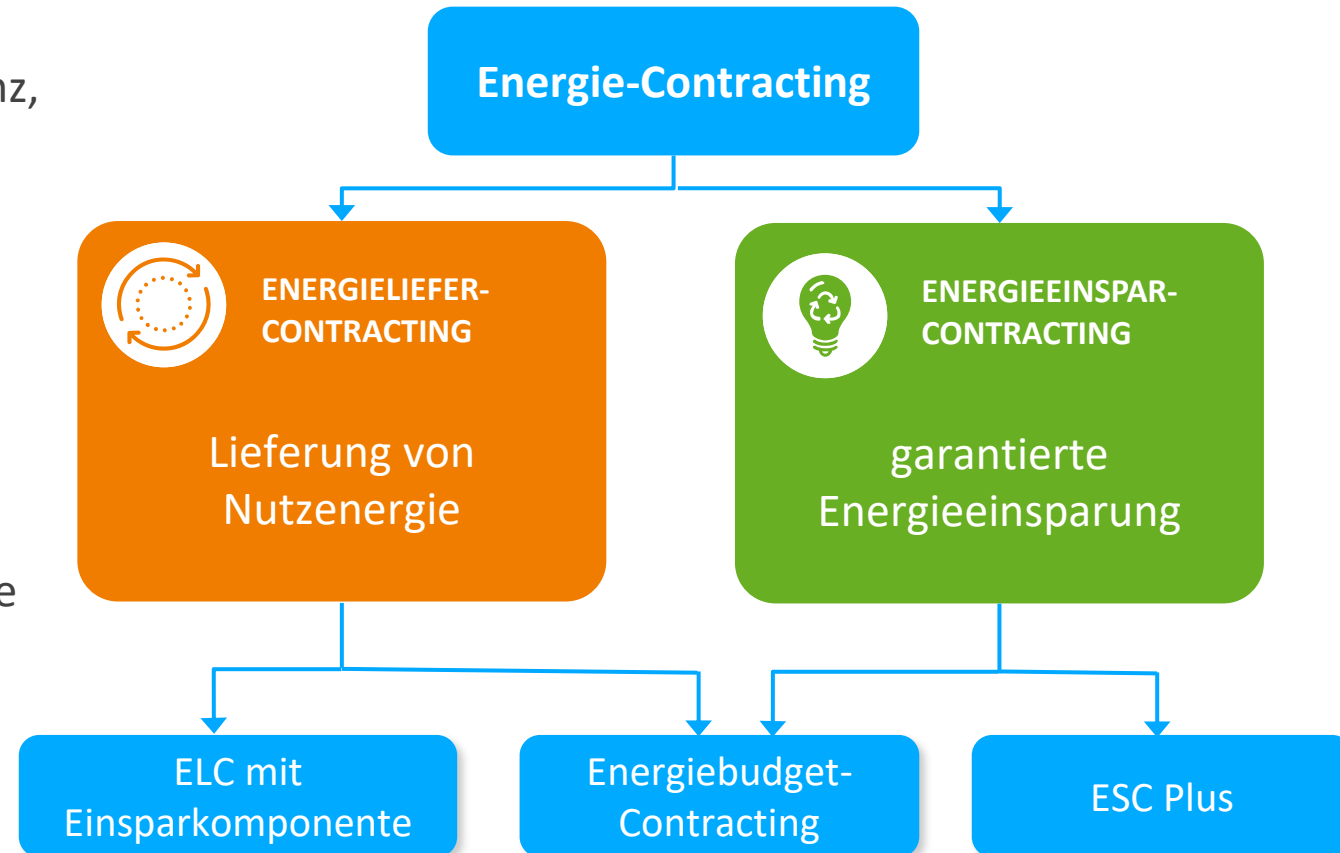 nz,
Energie-Contracting
ENERGIELIEFER-
CONTRACTING
Lieferung von
Nutzenergie
ENERGIEEINSPAR-
CONTRACTING
garantierte
Energieeinsparung
e
ELC mit
Einsparkomponente
Energiebudget-
Contracting
ESC Plus